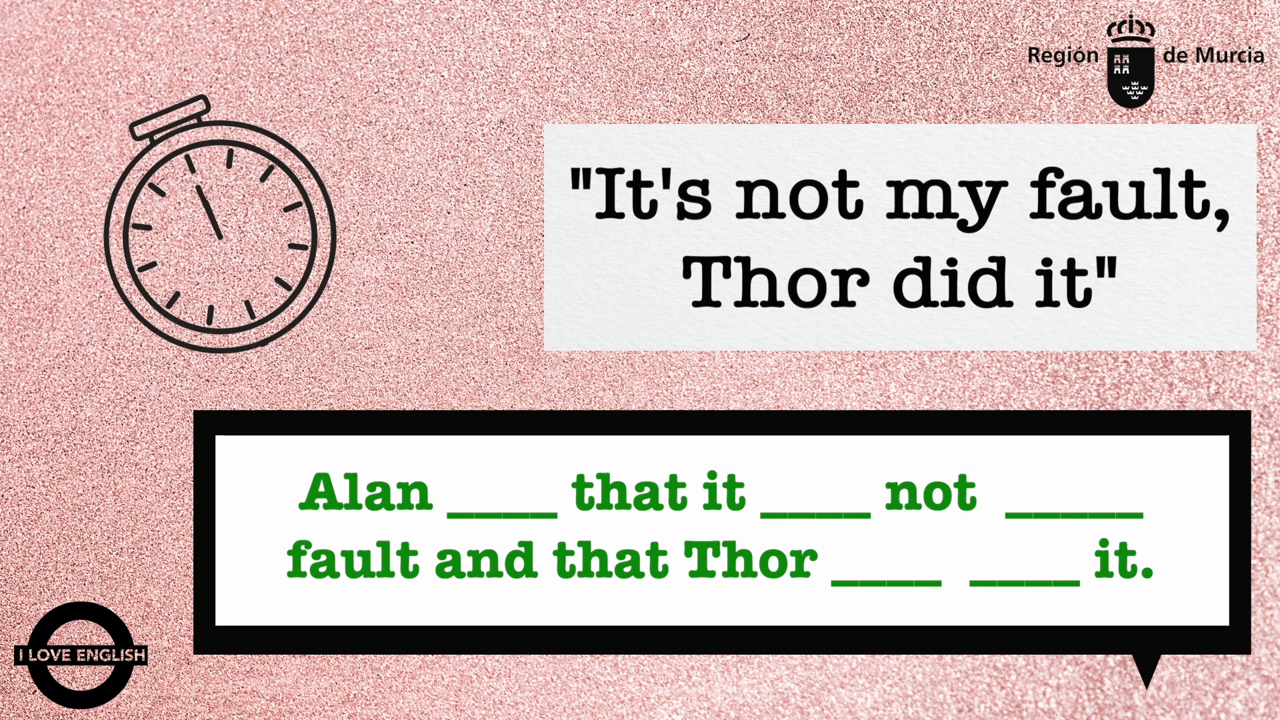 Región de Murcia
"It's not my fault,
Thor did it"
Alan ____ that it ____ not _____
fault and that Thor ____ ____ it.
I LOVE ENGLISH